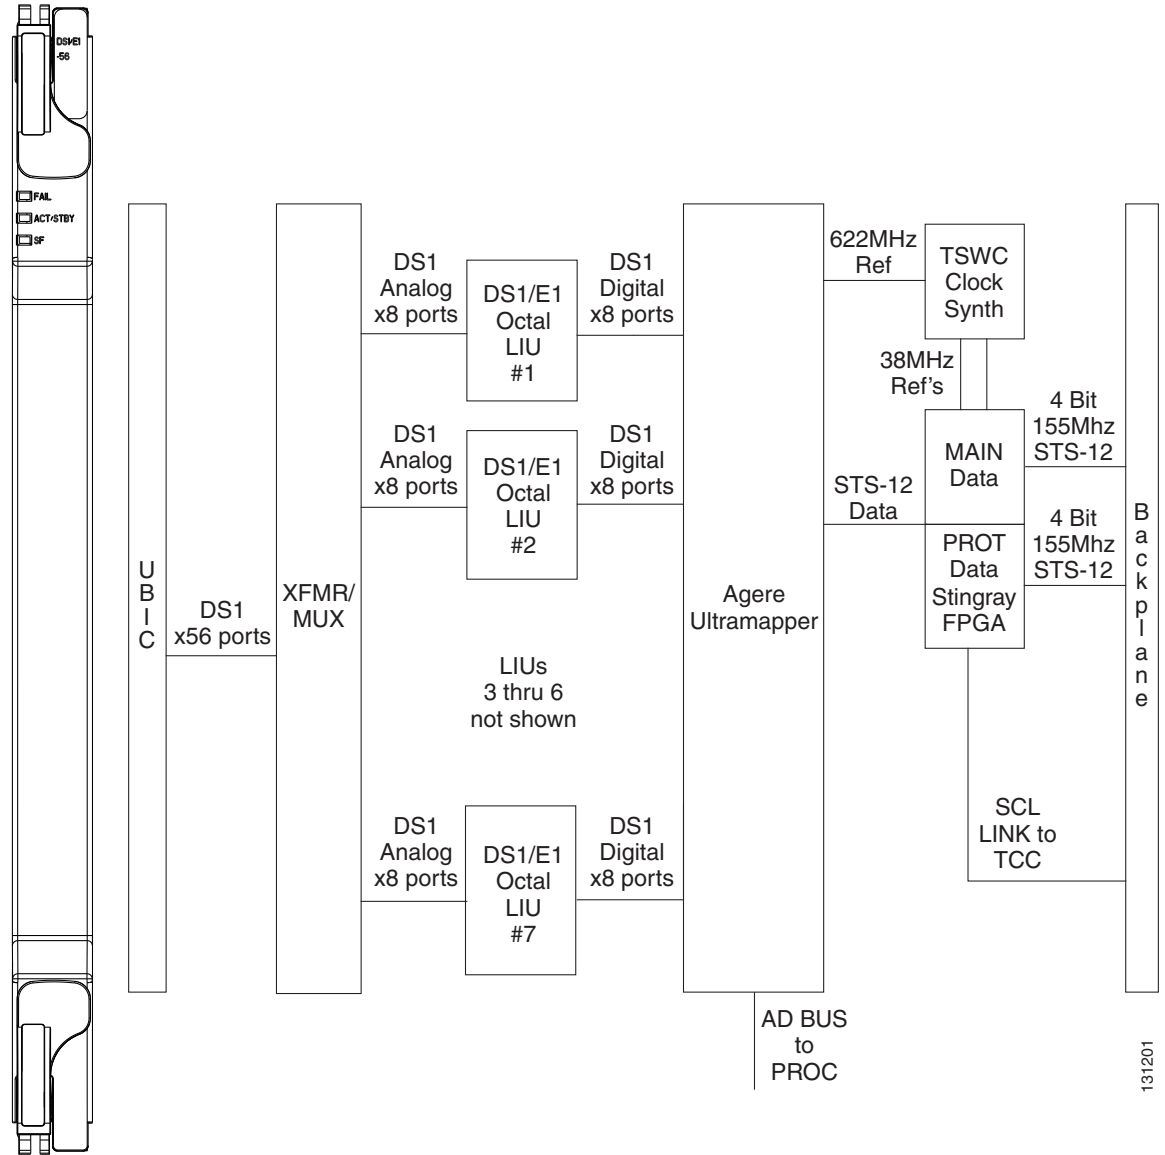 DS1/E1
-56
FAIL
ACT/STBY
SF
UBIC
DS1
x56 ports
XFMR/
MUX
DS1
Analog
x8 ports
DS1/E1
Octal
LIU
#1
DS1
Digital
x8 ports
DS1
Analog
x8 ports
DS1/E1
Octal
LIU
#2
DS1
Digital
x8 ports
LIUs
3 thru 6
not shown
DS1
Analog
x8 ports
DS1/E1
Octal
LIU
#7
DS1
Digital
x8 ports
Agere
Ultramapper
AD BUS
to
PROC
622MHz
Ref
TSWC
Clock
Synth
38MHz
Ref's
STS-12
Data
MAIN
Data
PROT
Data
Stingray
FPGA
4 Bit
155Mhz
STS-12
4 Bit
155Mhz
STS-12
SCL
LINK to
TCC
Backplane
131201